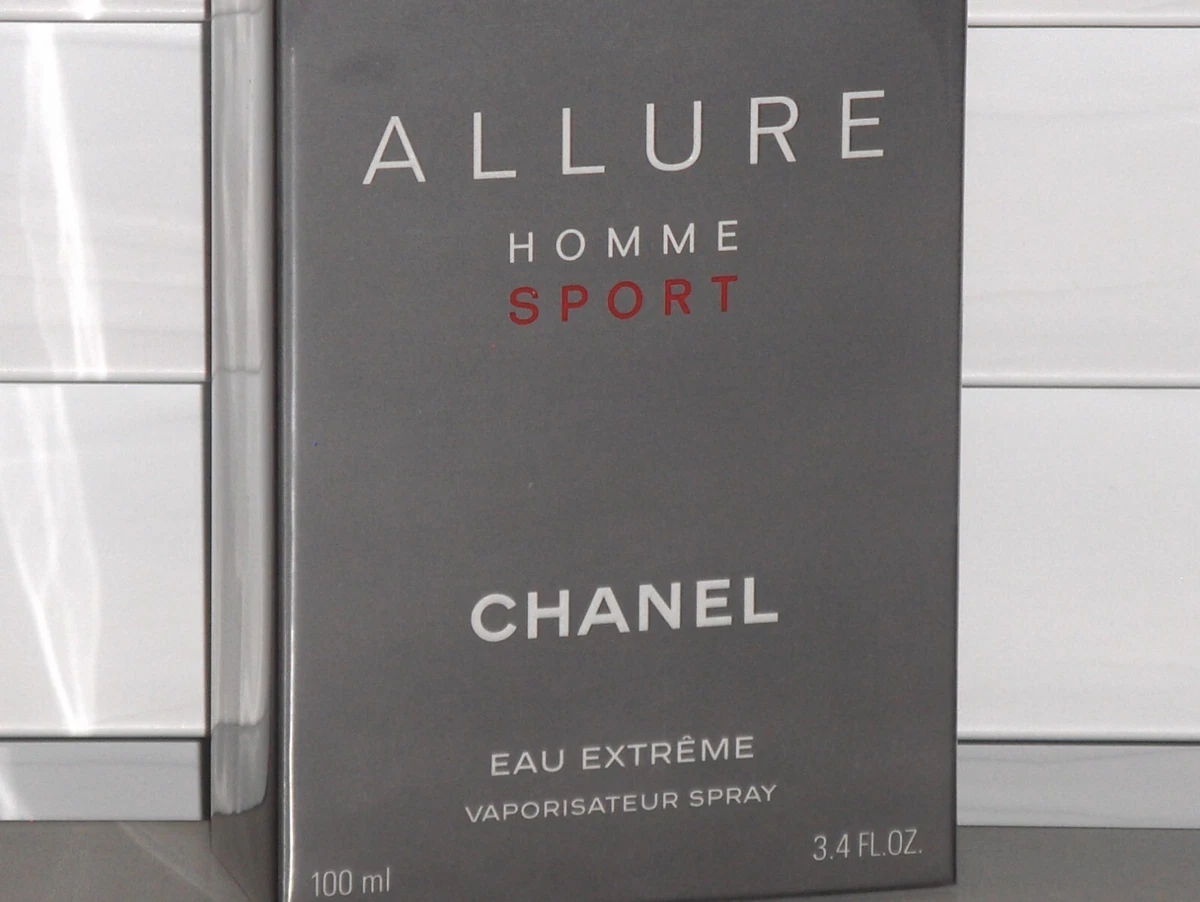 ALLURE
HOMME
SPORT
CHANEL
EAU EXTRÊME
VAPORISATEUR SPRAY
100 ml
3.4 FL.OZ.